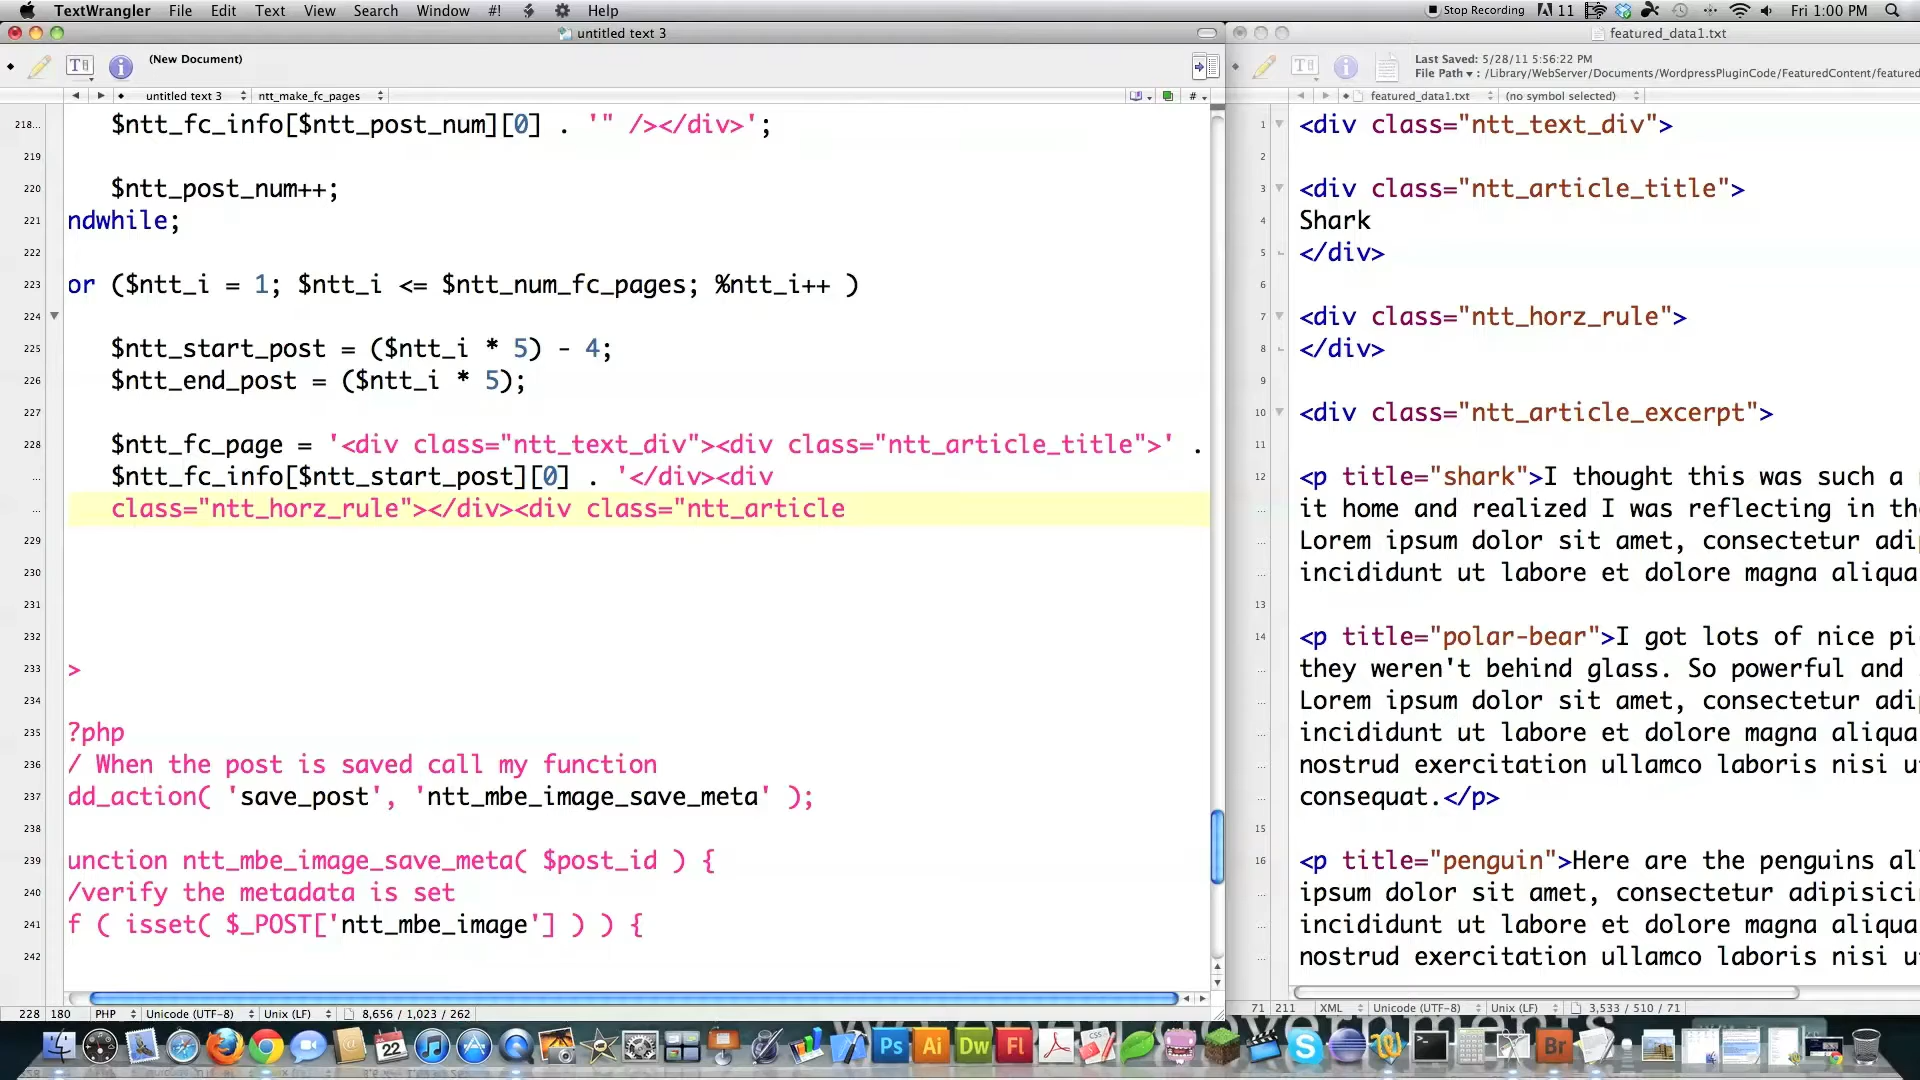 TextWrangler File Edit Text View Search Window #! Help Stop Recording 11 Fri 1:00 PM
untitled text 3
(New Document)
untitled text 3 ntt_make_fc_pages
218... $ntt_fc_info[$ntt_post_num][0] . '" /></div>';
219
220 $ntt_post_num++;
221 ndwhile;
222
223 or ($ntt_i = 1; $ntt_i <= $ntt_num_fc_pages; %ntt_i++ )
224
225 $ntt_start_post = ($ntt_i * 5) - 4;
226 $ntt_end_post = ($ntt_i * 5);
227
228 $ntt_fc_page = '<div class="ntt_text_div"><div class="ntt_article_title">' .
... $ntt_fc_info[$ntt_start_post][0] . '</div><div
... class="ntt_horz_rule"></div><div class="ntt_article
229
230
231
232
233 >
234
235 ?php
236 / When the post is saved call my function
237 dd_action( 'save_post', 'ntt_mbe_image_save_meta' );
238
239 unction ntt_mbe_image_save_meta( $post_id ) {
240 /verify the metadata is set
241 f ( isset( $_POST['ntt_mbe_image'] ) ) {
242
228 180 PHP Unicode (UTF-8) Unix (LF) 8,656 / 1,023 / 262
featured_data1.txt
Last Saved: 5/28/11 5:56:22 PM
File Path : /Library/WebServer/Documents/WordpressPluginCode/FeaturedContent/featured
featured_data1.txt (no symbol selected)
1 <div class="ntt_text_div">
2
3 <div class="ntt_article_title">
4 Shark
5 </div>
6
7 <div class="ntt_horz_rule">
8 </div>
9
10 <div class="ntt_article_excerpt">
11
12 <p title="shark">I thought this was such a
... it home and realized I was reflecting in th
... Lorem ipsum dolor sit amet, consectetur adip
... incididunt ut labore et dolore magna aliqua
13
14 <p title="polar-bear">I got lots of nice pi
... they weren't behind glass. So powerful and
... Lorem ipsum dolor sit amet, consectetur adip
... incididunt ut labore et dolore magna aliqua
... nostrud exercitation ullamco laboris nisi u
... consequat.</p>
15
16 <p title="penguin">Here are the penguins al
... ipsum dolor sit amet, consectetur adipisicin
... incididunt ut labore et dolore magna aliqua
... nostrud exercitation ullamco laboris nisi u
71 211 XML Unicode (UTF-8) Unix (LF) 3,533 / 510 / 71
22 Ps Ai Dw Fl Br